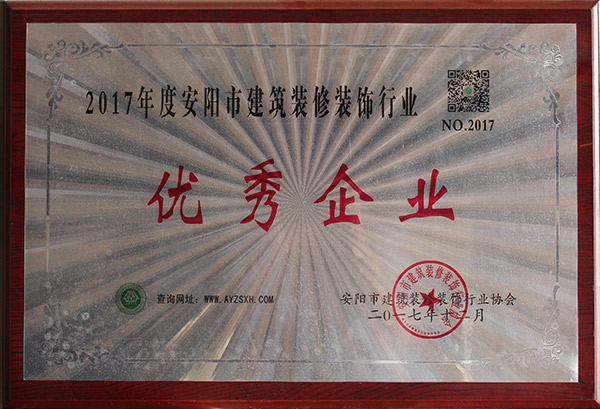 2017年度安阳市建筑装修装饰行业
NO.2017
优秀企业
查询网址：WWW.AYZSXH.COM
安阳市建筑装修装饰行业协会
二〇一七年十二月